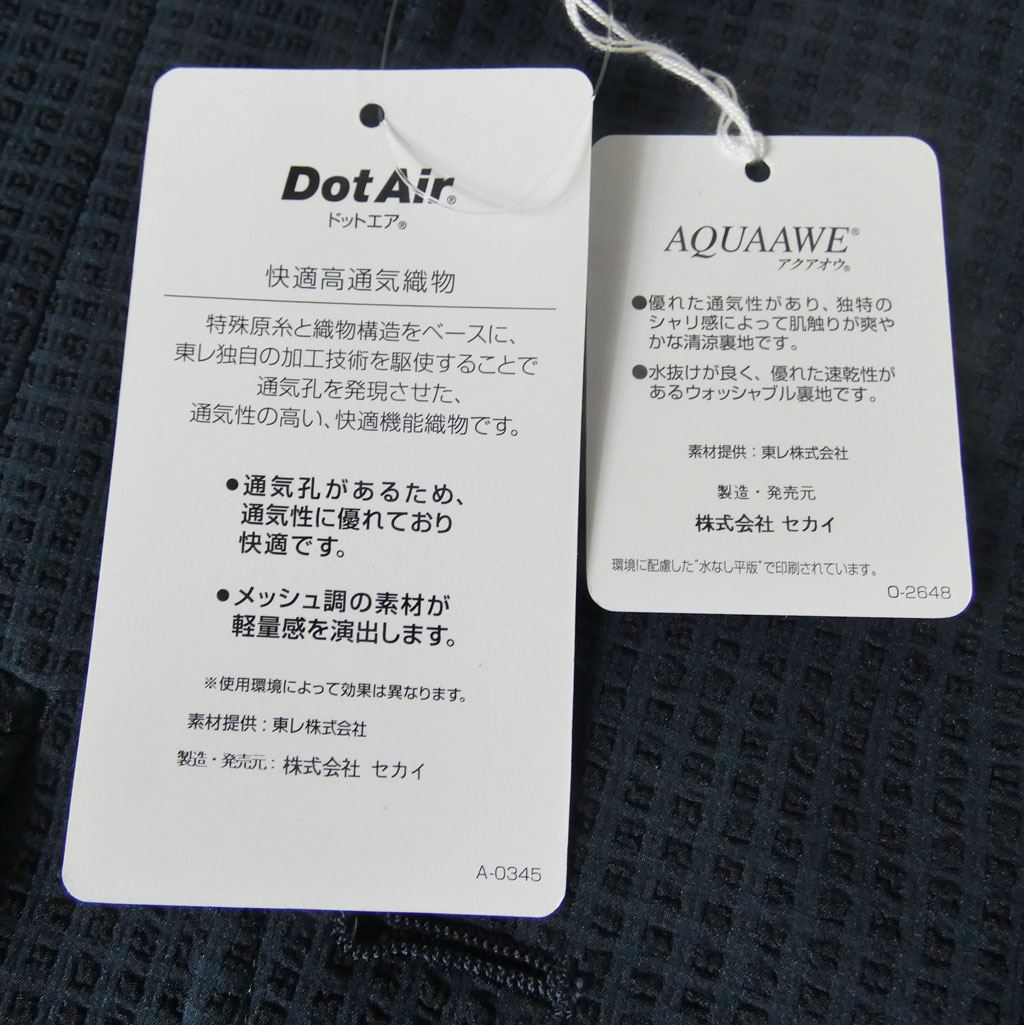 Dot Air®
ドットエア®
快適高通気織物
特殊原糸と織物構造をベースに、
東レ独自の加工技術を駆使することで
通気孔を発現させた、
通気性の高い、快適機能織物です。
●通気孔があるため、
通気性に優れており
快適です。
●メッシュ調の素材が
軽量感を演出します。
※使用環境によって効果は異なります。
素材提供：東レ株式会社
製造・発売元：株式会社 セカイ
A-0345
AQUAAWE®
アクアオウ®
●優れた通気性があり、独特の
シャリ感によって肌触りが爽や
かな清涼裏地です。
●水抜けが良く、優れた速乾性が
あるウォッシャブル裏地です。
素材提供：東レ株式会社
製造・発売元
株式会社 セカイ
環境に配慮した"水なし平版"で印刷されています。
O-2648